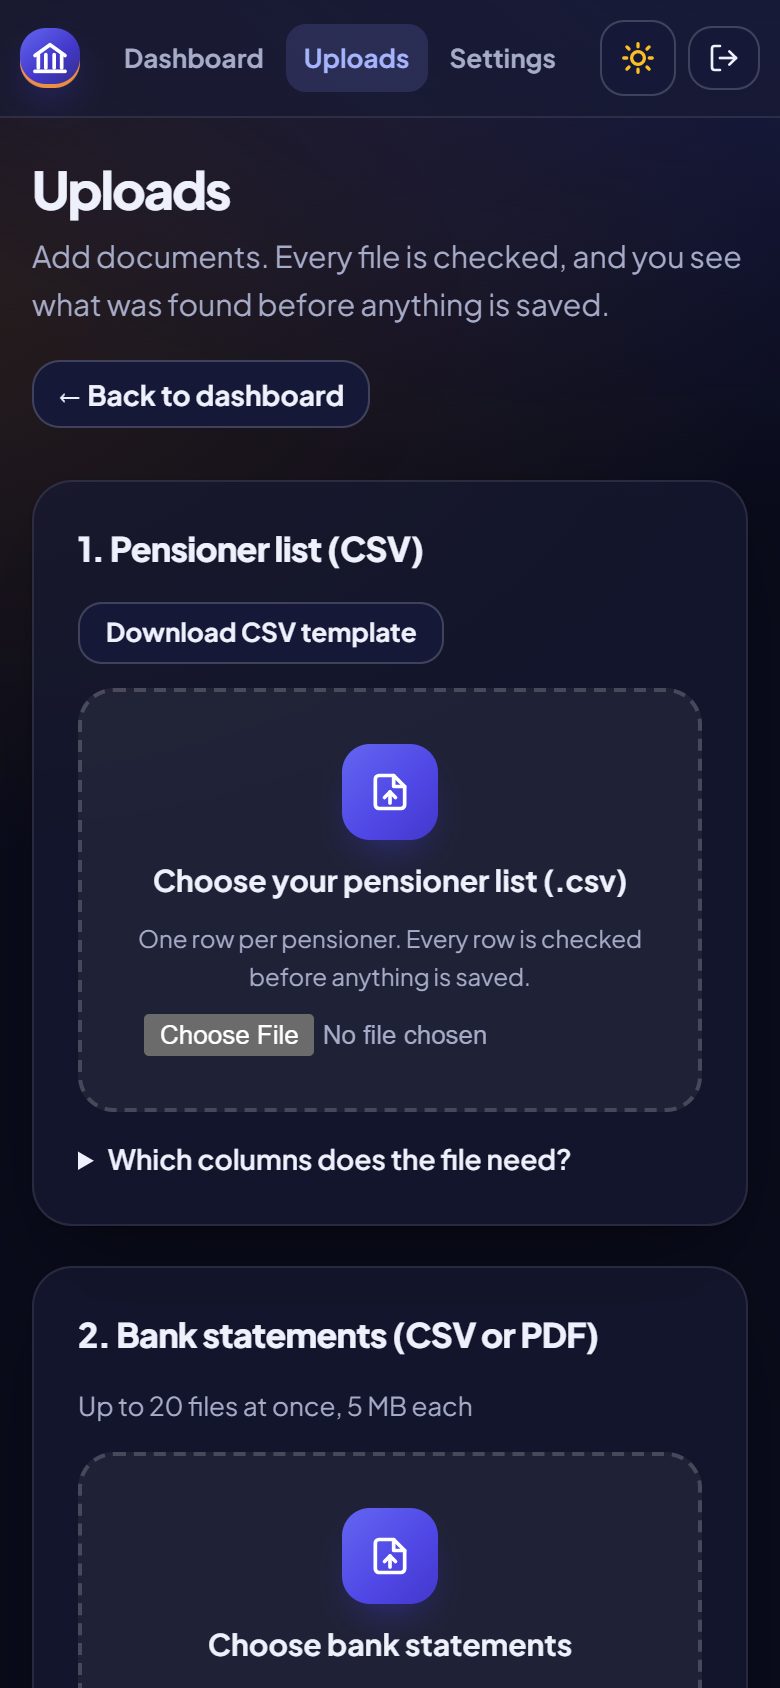 Dashboard Uploads Settings
Uploads
Add documents. Every file is checked, and you see
what was found before anything is saved.
← Back to dashboard
1. Pensioner list (CSV)
Download CSV template
Choose your pensioner list (.csv)
One row per pensioner. Every row is checked
before anything is saved.
Choose File No file chosen
▶ Which columns does the file need?
2. Bank statements (CSV or PDF)
Up to 20 files at once, 5 MB each
Choose bank statements